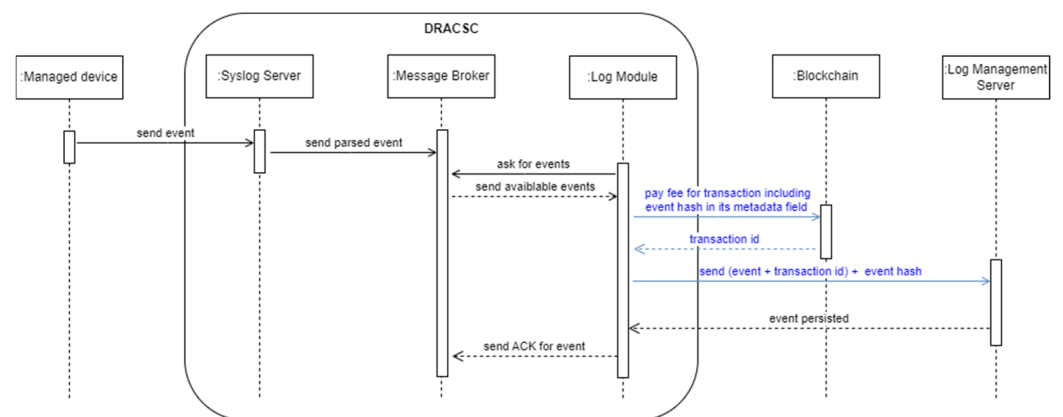 DRACSC
:Managed device
:Syslog Server
:Message Broker
:Log Module
:Blockchain
:Log Management
Server
send event
send parsed event
ask for events
send avaiblable events
pay fee for transaction including
event hash in its metadata field
transaction id
send (event + transaction id) + event hash
event persisted
send ACK for event